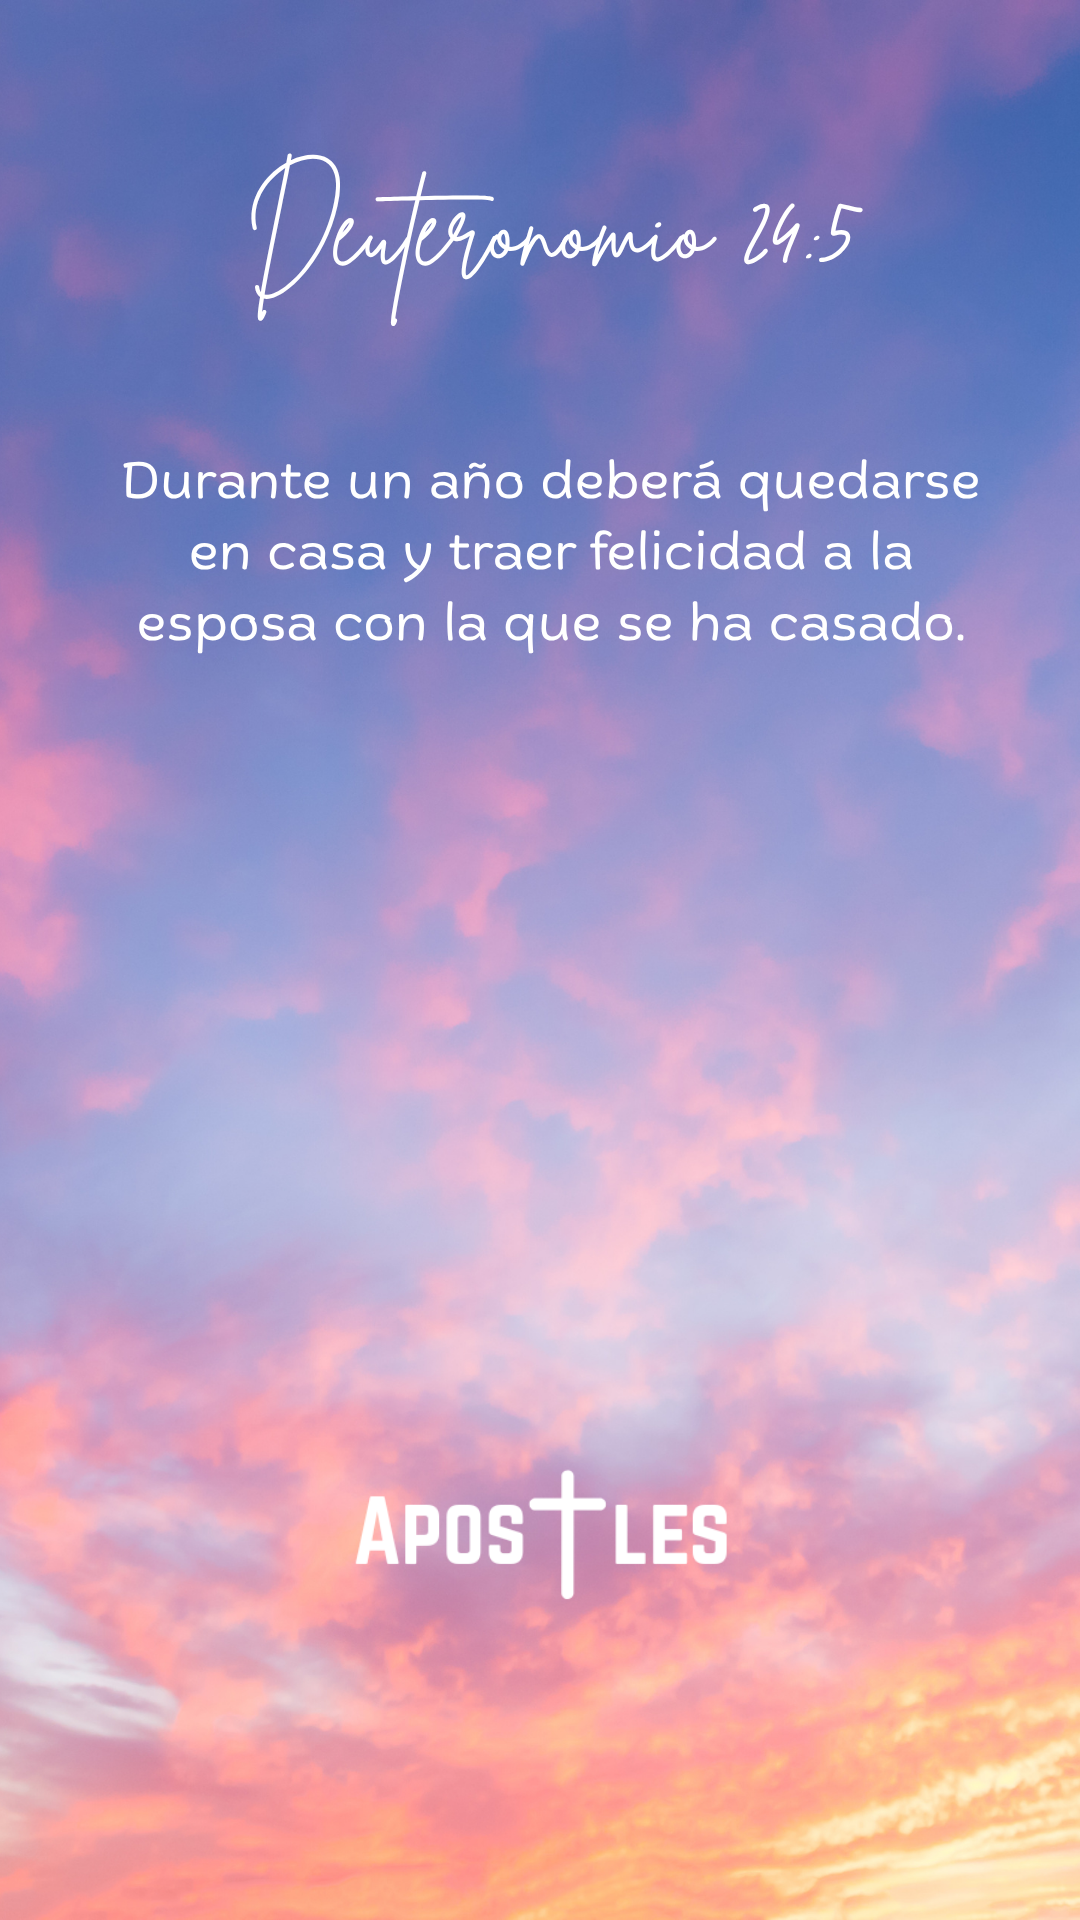 Deuteronomio 24:5
Durante un año deberá quedarse
en casa y traer felicidad a la
esposa con la que se ha casado.
APOSTLES